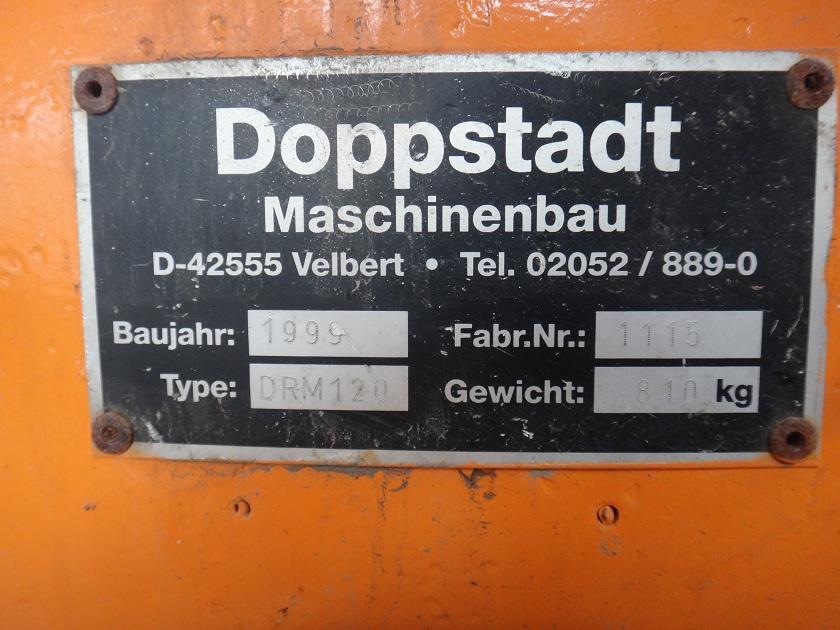 Doppstadt
Maschinenbau
D-42555 Velbert • Tel. 02052 / 889-0
Baujahr: 1999 Fabr.Nr.: 1115
Type: DRM120 Gewicht: 810 kg